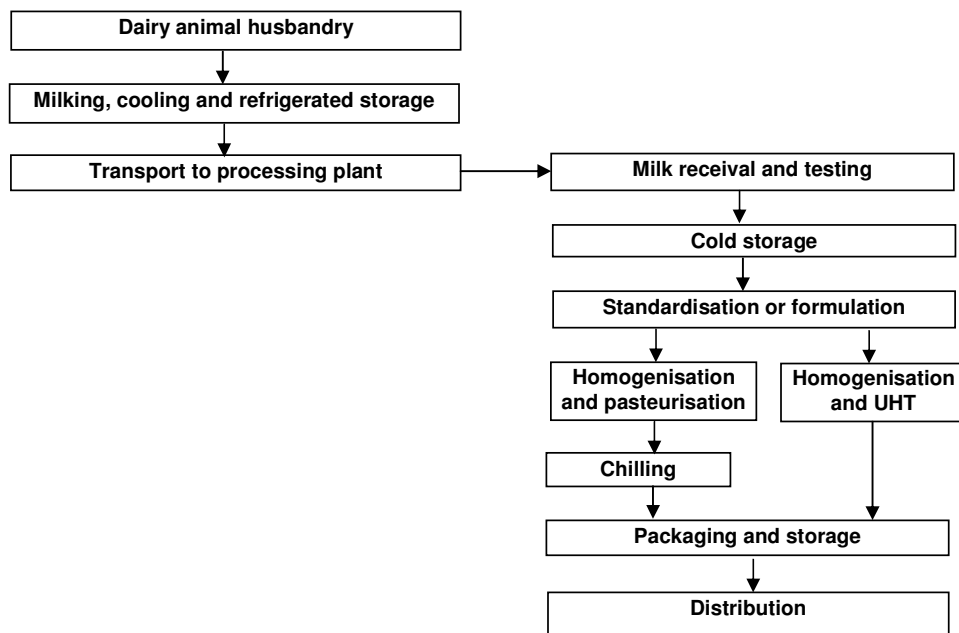 Dairy animal husbandry
Milking, cooling and refrigerated storage
Transport to processing plant
Milk receival and testing
Cold storage
Standardisation or formulation
Homogenisation
and pasteurisation
Homogenisation
and UHT
Chilling
Packaging and storage
Distribution